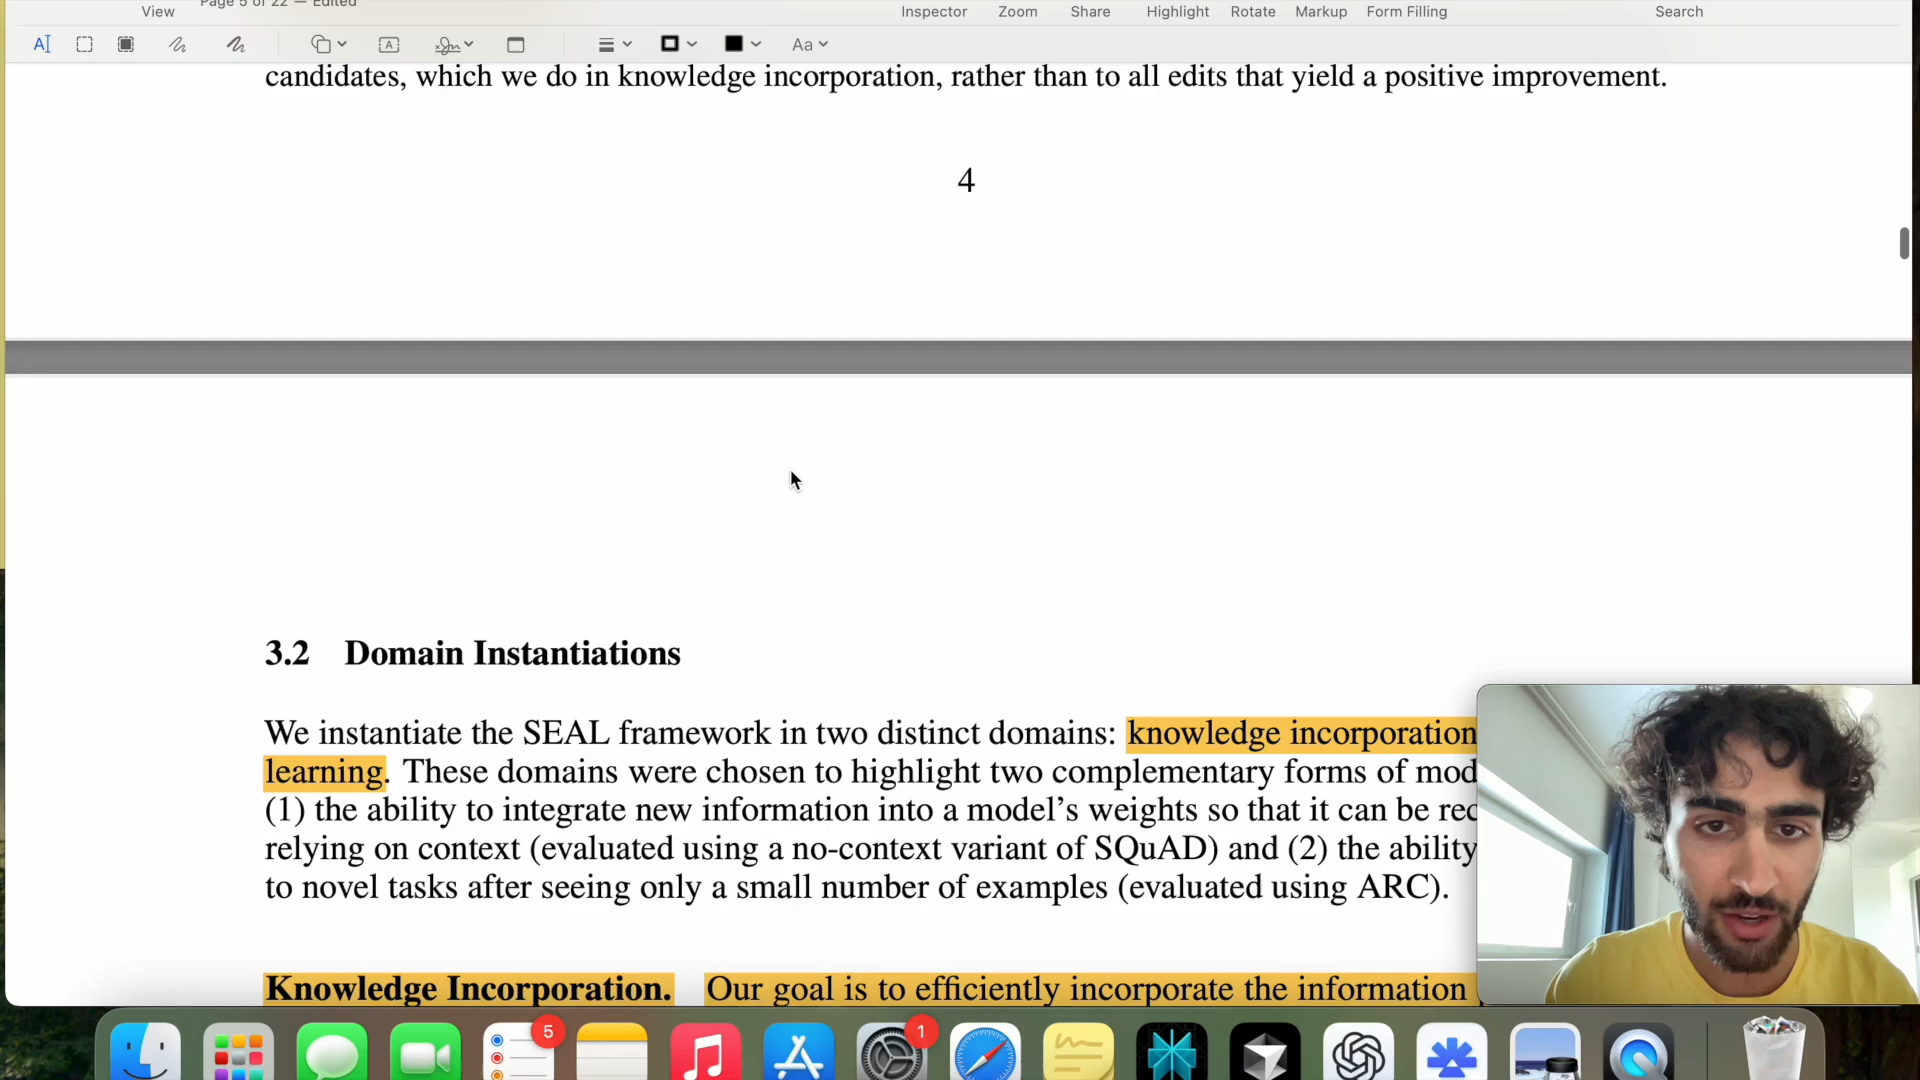 Page 5 of 22 — Edited
View
Inspector Zoom Share Highlight Rotate Markup Form Filling Search
Aa
candidates, which we do in knowledge incorporation, rather than to all edits that yield a positive improvement.
4
3.2 Domain Instantiations
We instantiate the SEAL framework in two distinct domains: knowledge incorporation
learning. These domains were chosen to highlight two complementary forms of
(1) the ability to integrate new information into a model's weights so that it can be
relying on context (evaluated using a no-context variant of SQuAD) and (2) the ability
to novel tasks after seeing only a small number of examples (evaluated using ARC).
Knowledge Incorporation. Our goal is to efficiently incorporate the information
5
1